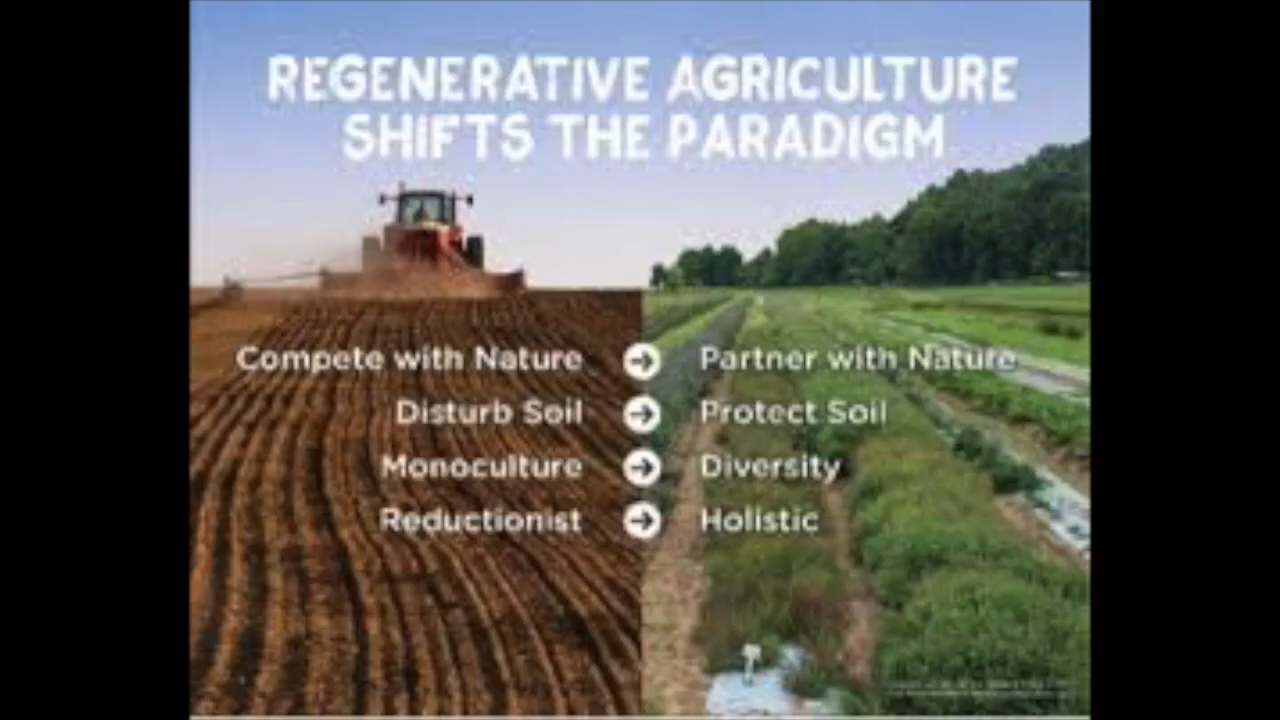 REGENERATIVE AGRICULTURE
SHIFTS THE PARADIGM
Compete with Nature → Partner with Nature
Disturb Soil → Protect Soil
Monoculture → Diversity
Reductionist → Holistic